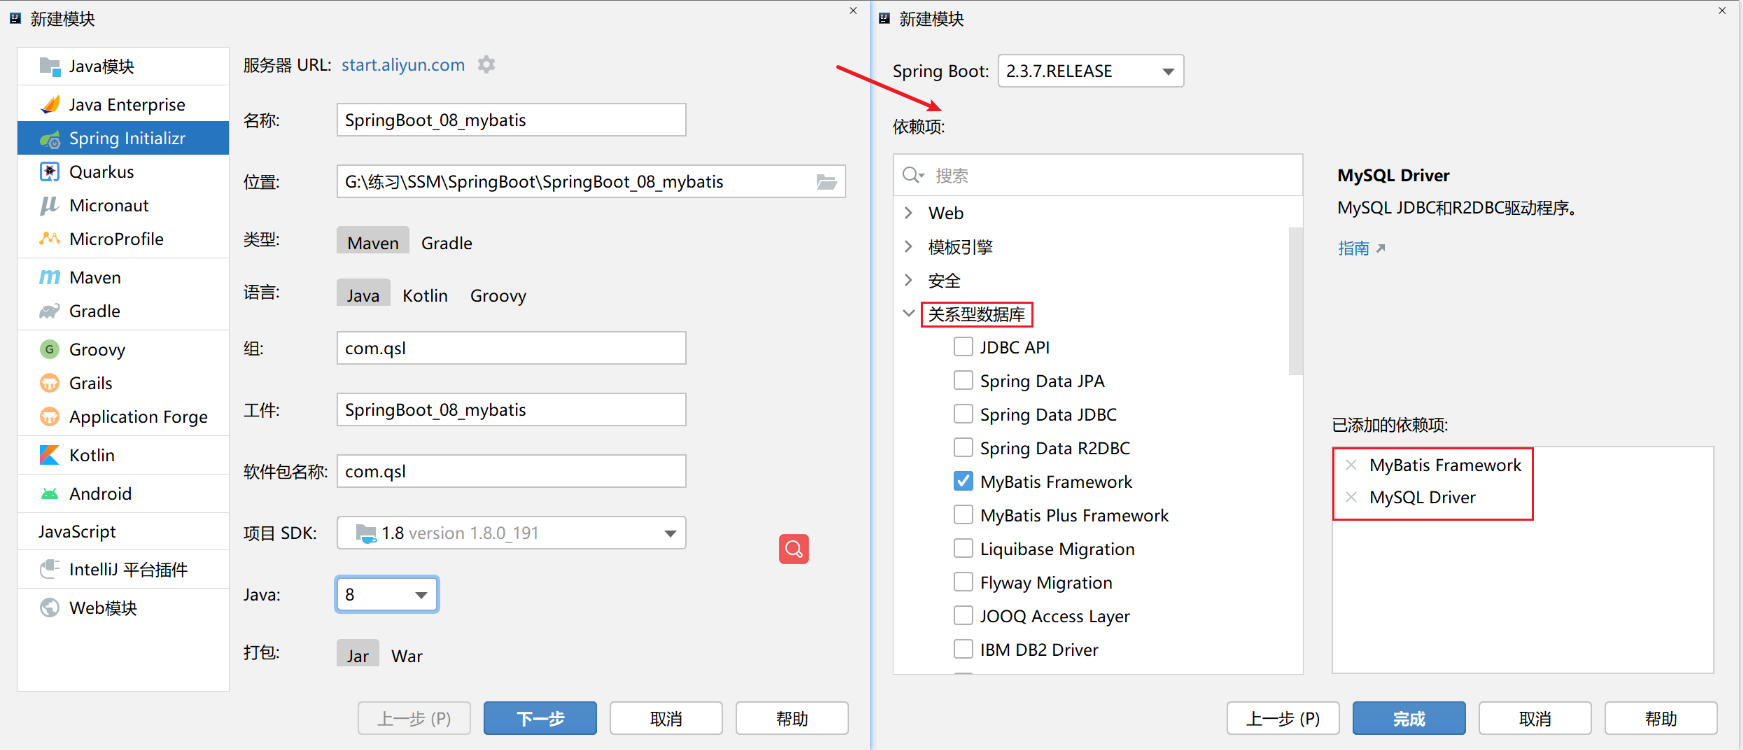 新建模块
Java模块
Java Enterprise
Spring Initializr
Quarkus
Micronaut
MicroProfile
Maven
Gradle
Groovy
Grails
Application Forge
Kotlin
Android
JavaScript
IntelliJ 平台插件
Web模块
服务器 URL: start.aliyun.com
名称: SpringBoot_08_mybatis
位置: G:\练习\SSM\SpringBoot\SpringBoot_08_mybatis
类型: Maven Gradle
语言: Java Kotlin Groovy
组: com.qsl
工件: SpringBoot_08_mybatis
软件包名称: com.qsl
项目 SDK: 1.8 version 1.8.0_191
Java: 8
打包: Jar War
上一步 (P) 下一步 取消 帮助
新建模块
Spring Boot: 2.3.7.RELEASE
依赖项:
搜索
Web
模板引擎
安全
关系型数据库
JDBC API
Spring Data JPA
Spring Data JDBC
Spring Data R2DBC
MyBatis Framework
MyBatis Plus Framework
Liquibase Migration
Flyway Migration
JOOQ Access Layer
IBM DB2 Driver
MySQL Driver
MySQL JDBC和R2DBC驱动程序。
指南
已添加的依赖项:
MyBatis Framework
MySQL Driver
上一步 (P) 完成 取消 帮助